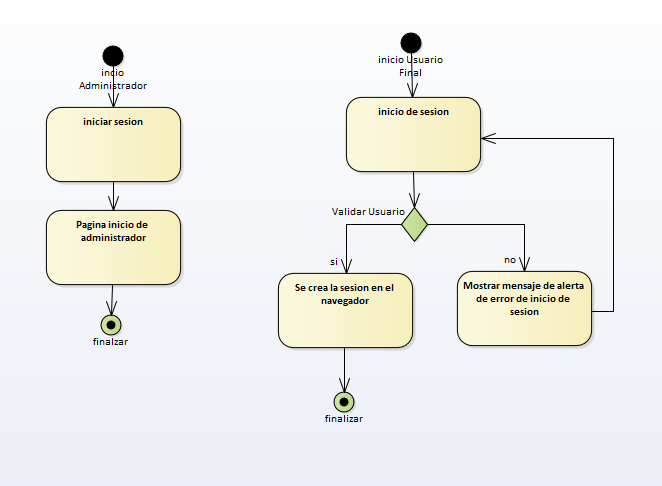 incio
Administrador
iniciar sesion
Pagina inicio de
administrador
finalzar
inicio Usuario
Final
inicio de sesion
Validar Usuario
si
no
Se crea la sesion en el
navegador
Mostrar mensaje de alerta
de error de inicio de
sesion
finalizar